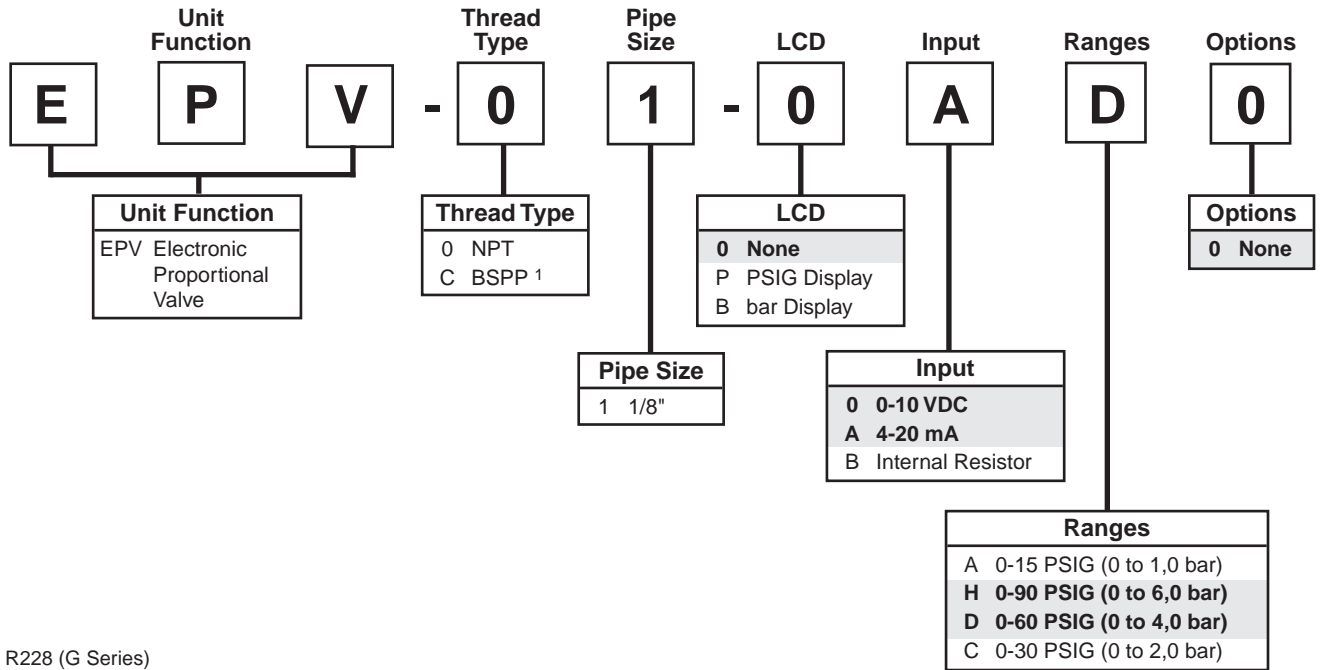 Unit
Function
Thread
Type
Pipe
Size
LCD
Input
Ranges
Options
E P V - 0 1 - 0 A D 0
Unit Function
EPV Electronic
Proportional
Valve
Thread Type
0 NPT
C BSPP 1
LCD
0 None
P PSIG Display
B bar Display
Options
0 None
Pipe Size
1 1/8"
Input
0 0-10 VDC
A 4-20 mA
B Internal Resistor
Ranges
A 0-15 PSIG (0 to 1,0 bar)
H 0-90 PSIG (0 to 6,0 bar)
D 0-60 PSIG (0 to 4,0 bar)
C 0-30 PSIG (0 to 2,0 bar)
R228 (G Series)